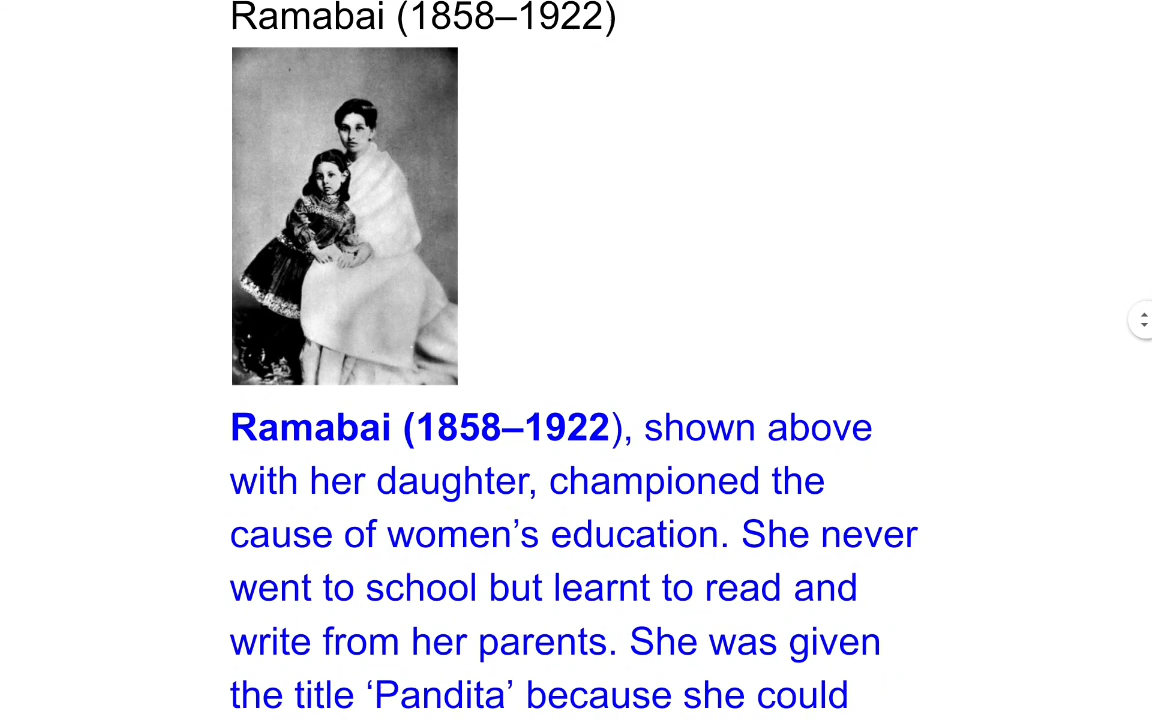 Ramabai (1858–1922)
Ramabai (1858–1922), shown above
with her daughter, championed the
cause of women’s education. She never
went to school but learnt to read and
write from her parents. She was given
the title ‘Pandita’ because she could